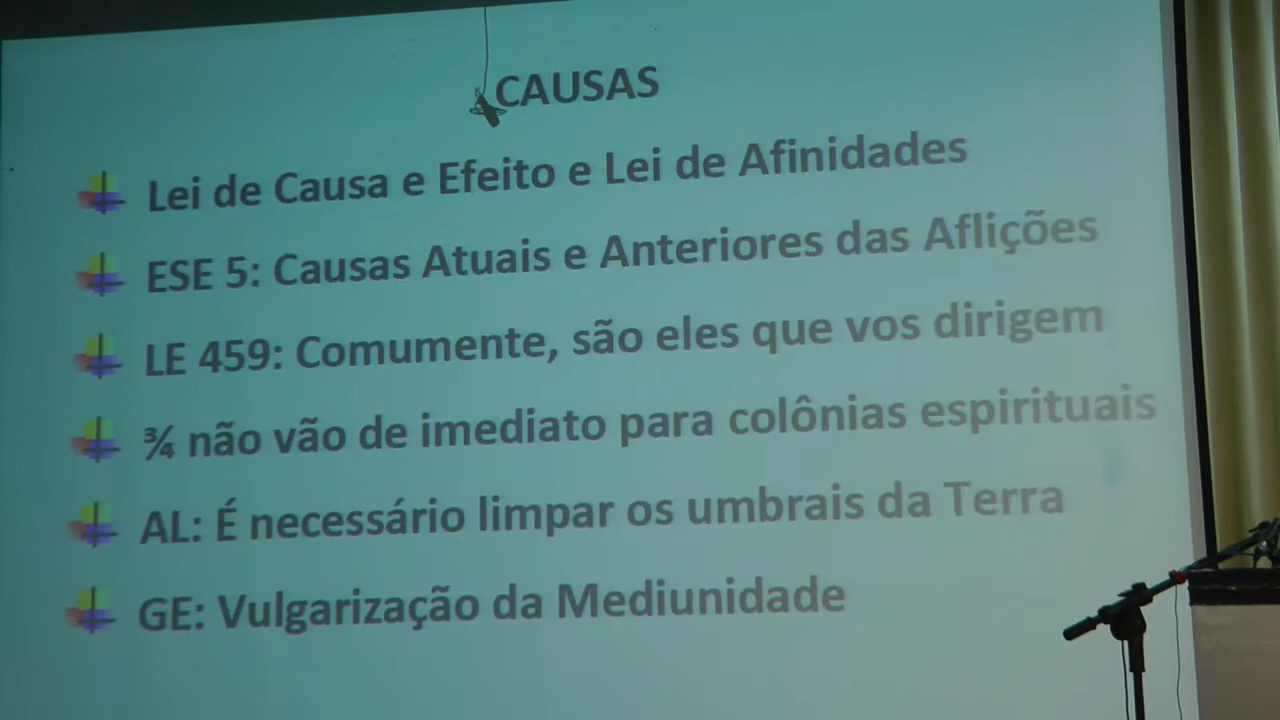 CAUSAS
Lei de Causa e Efeito e Lei de Afinidades
ESE 5: Causas Atuais e Anteriores das Aflições
LE 459: Comumente, são eles que vos dirigem
¾ não vão de imediato para colônias espirituais
AL: É necessário limpar os umbrais da Terra
GE: Vulgarização da Mediunidade